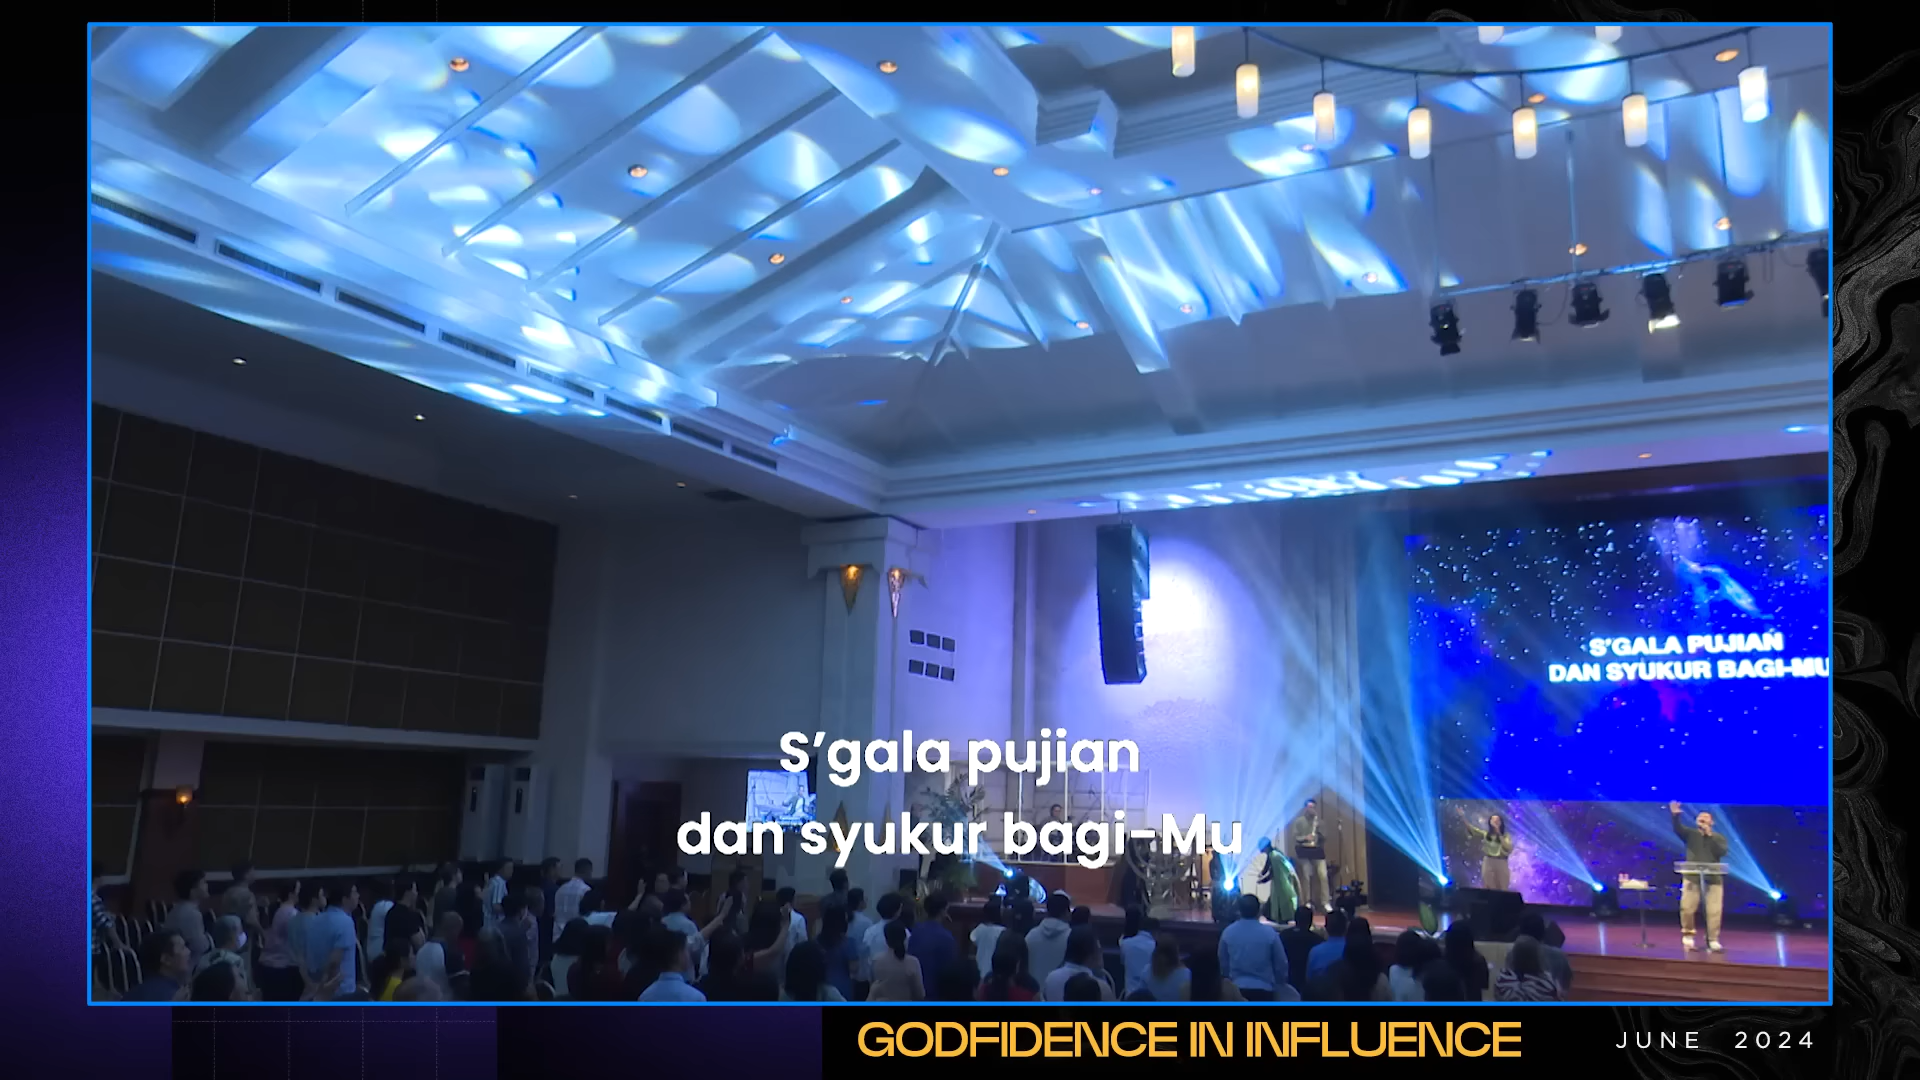 S'GALA PUJIAN
DAN SYUKUR BAGI-MU
S'gala pujian
dan syukur bagi-Mu
GODFIDENCE IN INFLUENCE
JUNE 2024